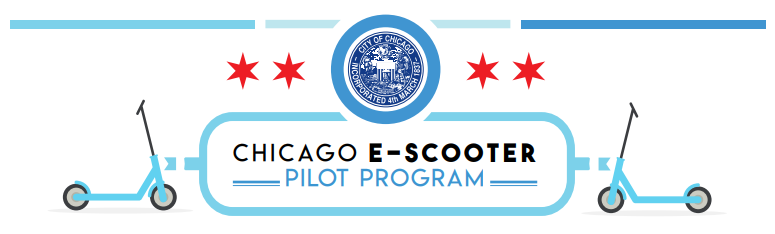 CITY OF CHICAGO
INCORPORATED 4th MARCH 1837
CHICAGO E-SCOOTER
PILOT PROGRAM